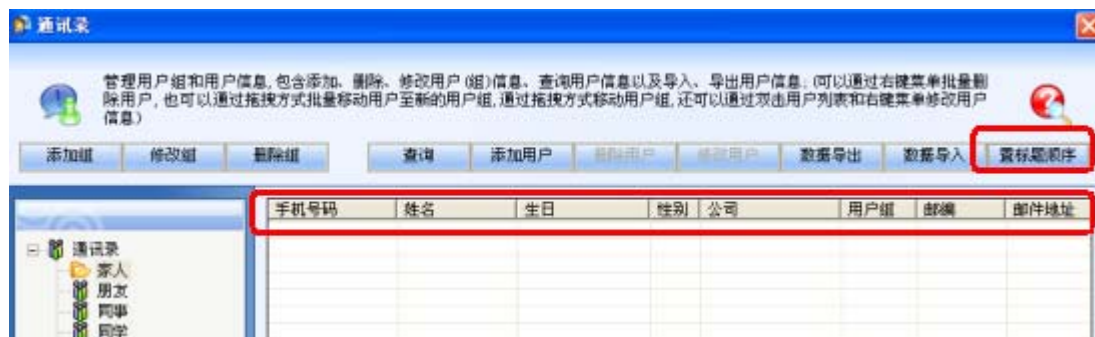 通讯录
管理用户组和用户信息,包含添加、删除、修改用户(组)信息、查询用户信息以及导入、导出用户信息;(可以通过右键菜单批量删
除用户,也可以通过拖拽方式批量移动用户至新的用户组,通过拖拽方式移动用户组,还可以通过双击用户列表和右键菜单修改用户
信息)
添加组 修改组 删除组 查询 添加用户 删除用户 修改用户 数据导出 数据导入 置标题顺序
手机号码 姓名 生日 性别 公司 用户组 邮编 邮件地址
通讯录
家人
朋友
同事
同学